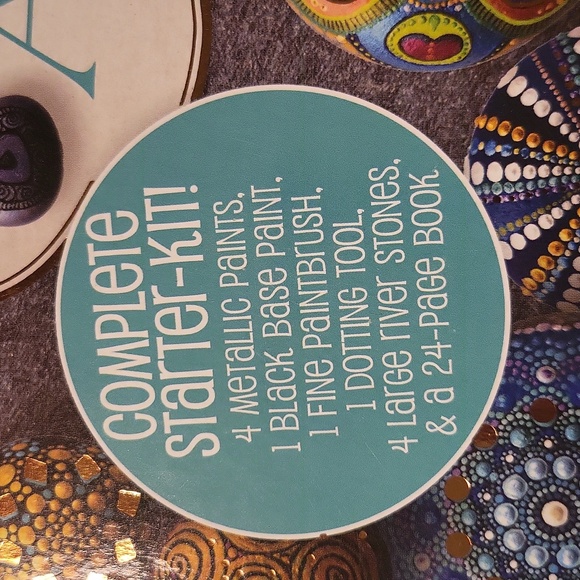 COMPLETE
STARTER-KIT!
4 METALLIC PAINTS,
1 BLACK BASE PAINT,
1 FINE PAINTBRUSH,
1 DOTTING TOOL,
4 LARGE RIVER STONES,
& A 24-PAGE BOOK
A